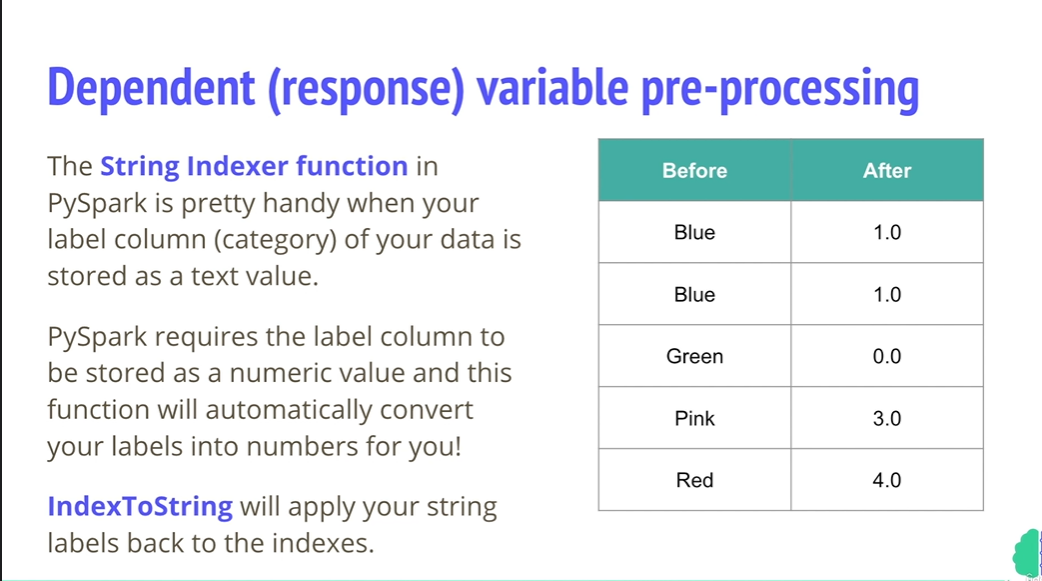 Dependent (response) variable pre-processing
The String Indexer function in
PySpark is pretty handy when your
label column (category) of your data is
stored as a text value.
PySpark requires the label column to
be stored as a numeric value and this
function will automatically convert
your labels into numbers for you!
IndexToString will apply your string
labels back to the indexes.
Before After
Blue 1.0
Blue 1.0
Green 0.0
Pink 3.0
Red 4.0